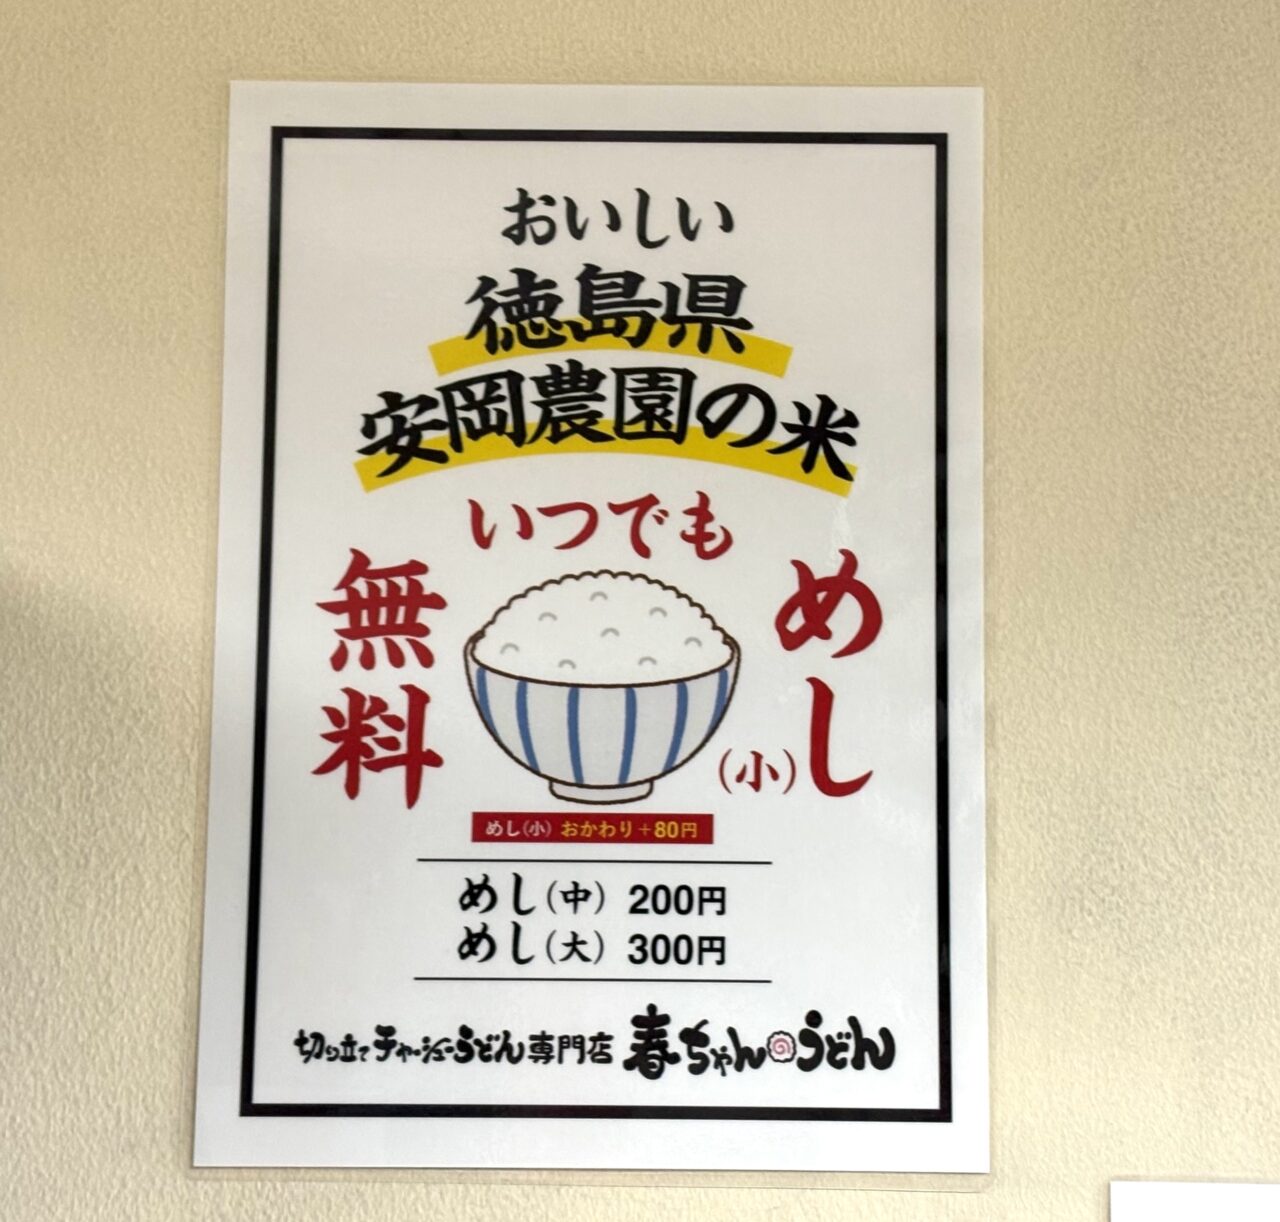 おいしい
徳島県
安岡農園の米
いつでも
めし
(小)
無料
めし(小) おかわり+80円
めし(中) 200円
めし(大) 300円
切り立てチャーシューうどん専門店 春ちゃんうどん